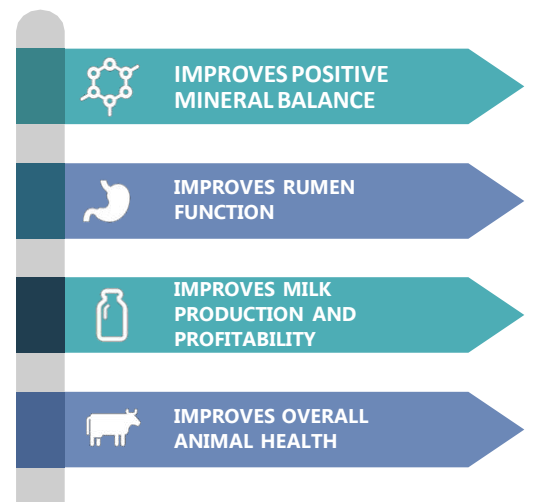 IMPROVES POSITIVE
MINERAL BALANCE
IMPROVES RUMEN
FUNCTION
IMPROVES MILK
PRODUCTION AND
PROFITABILITY
IMPROVES OVERALL
ANIMAL HEALTH